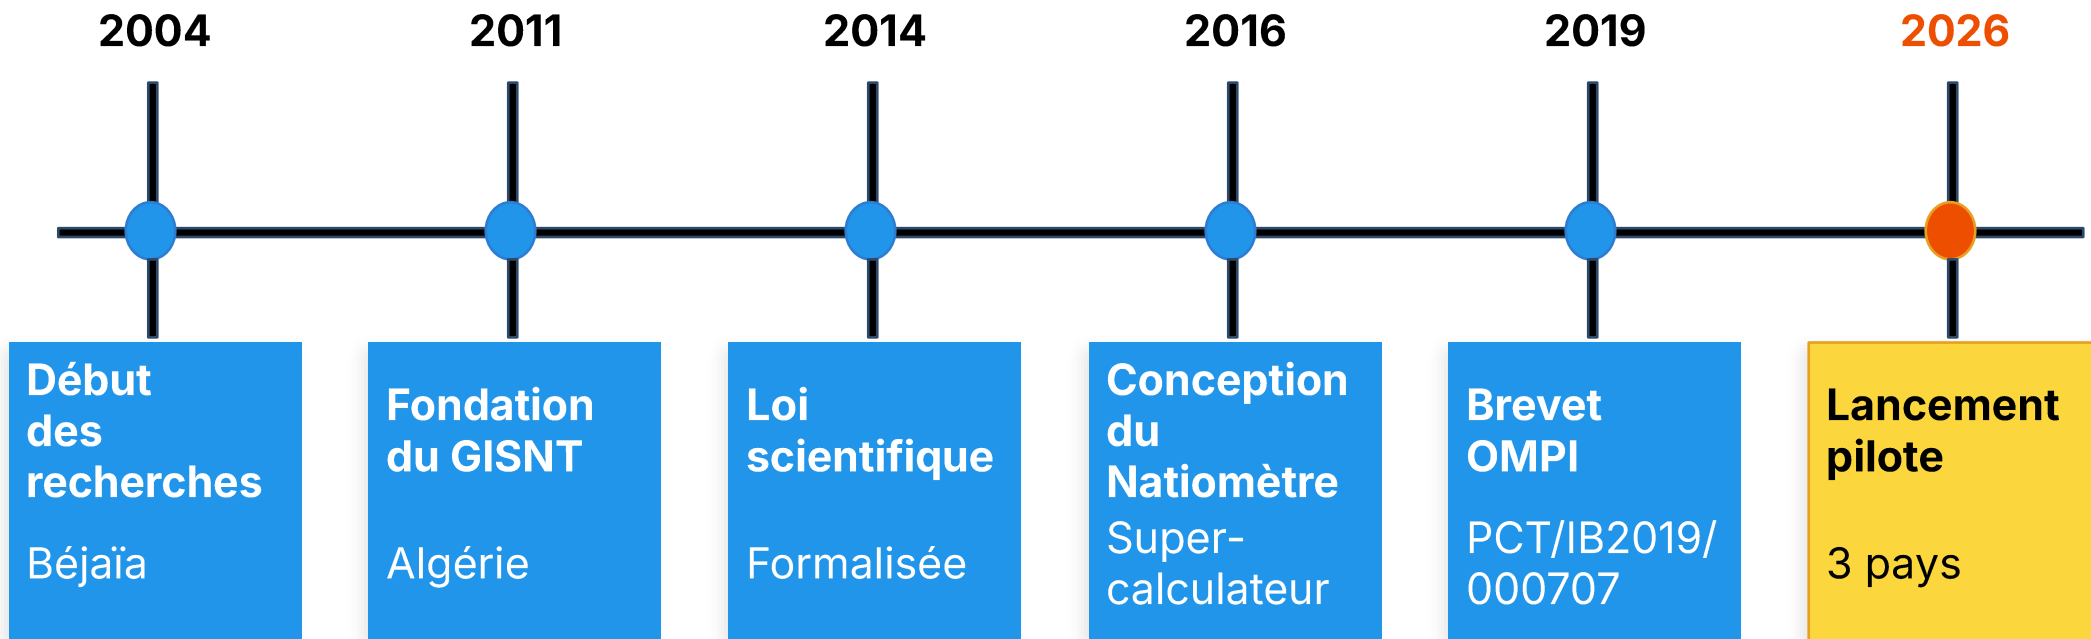 2004
2011
2014
2016
2019
2026
Début
des
recherches
Béjaïa
Fondation
du GISNT
Algérie
Loi
scientifique
Formalisée
Conception
du
Natiomètre
Super-
calculateur
Brevet
OMPI
PCT/IB2019/
000707
Lancement
pilote
3 pays